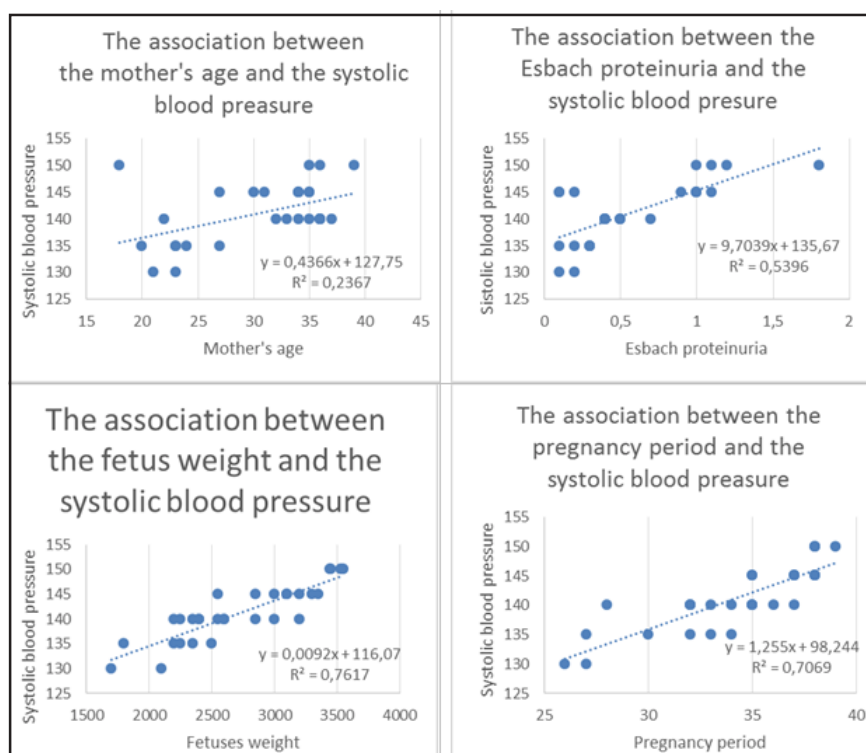 The association between
the mother's age and the systolic
blood preasure
Systolic blood pressure
155
150
145
140
135
130
125
15 20 25 30 35 40 45
y = 0,4366x + 127,75
R² = 0,2367
Mother's age
The association between the
Esbach proteinuria and the
systolic blood presure
Sistolic blood pressure
155
150
145
140
135
130
125
0 0,5 1 1,5 2
y = 9,7039x + 135,67
R² = 0,5396
Esbach proteinuria
The association between
the fetus weight and the
systolic blood pressure
Systolic blood pressure
155
150
145
140
135
130
125
1500 2000 2500 3000 3500 4000
y = 0,0092x + 116,07
R² = 0,7617
Fetuses weight
The association between the
pregnancy period and the
systolic blood preasure
Systolic blood pressure
155
150
145
140
135
130
125
25 30 35 40
y = 1,255x + 98,244
R² = 0,7069
Pregnancy period